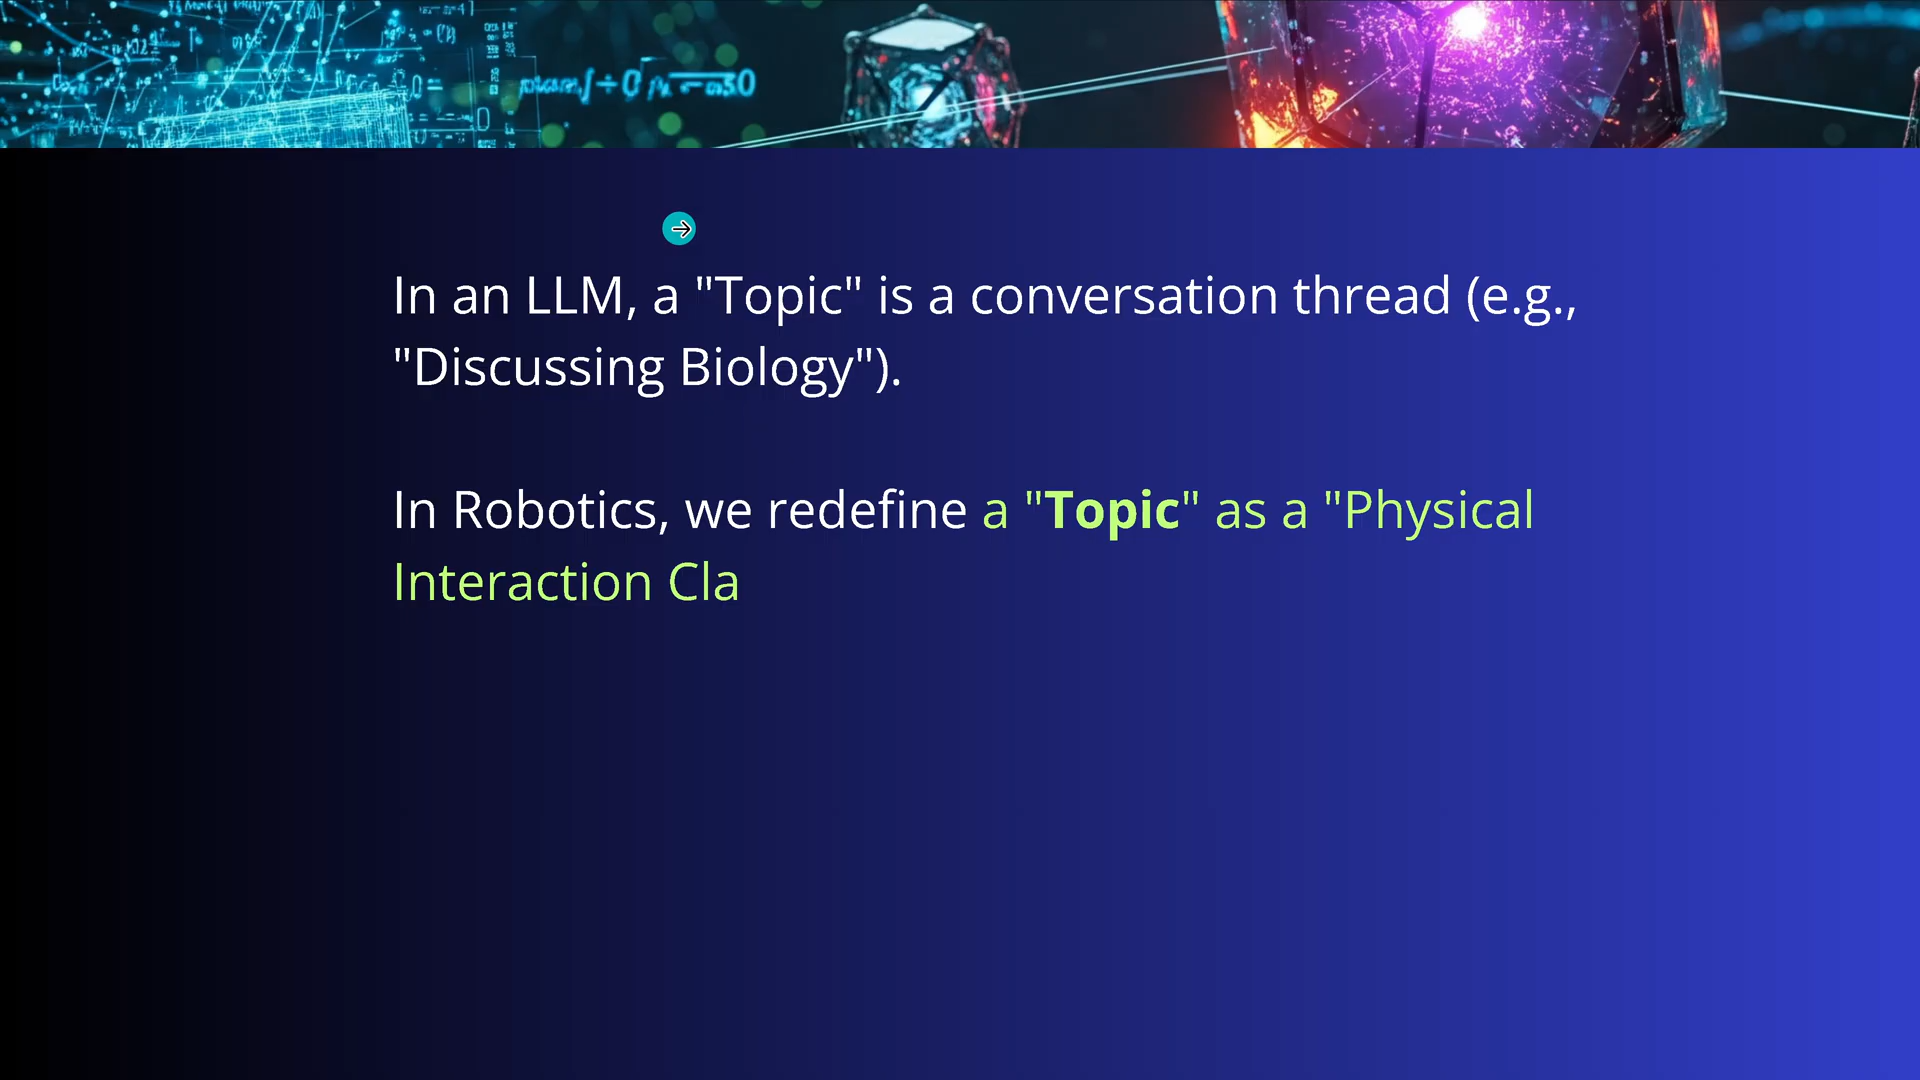 In an LLM, a "Topic" is a conversation thread (e.g.,
"Discussing Biology").
In Robotics, we redefine a "Topic" as a "Physical
Interaction Cla